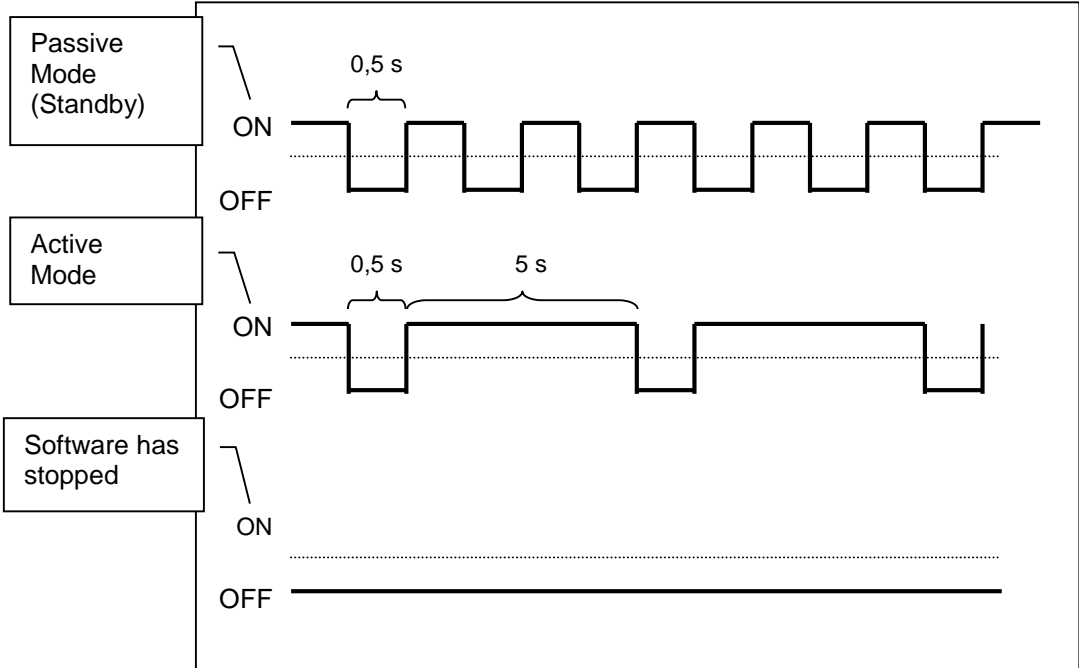 Passive
Mode
(Standby)
0,5 s
ON
OFF
Active
Mode
0,5 s
5 s
ON
OFF
Software has
stopped
ON
OFF